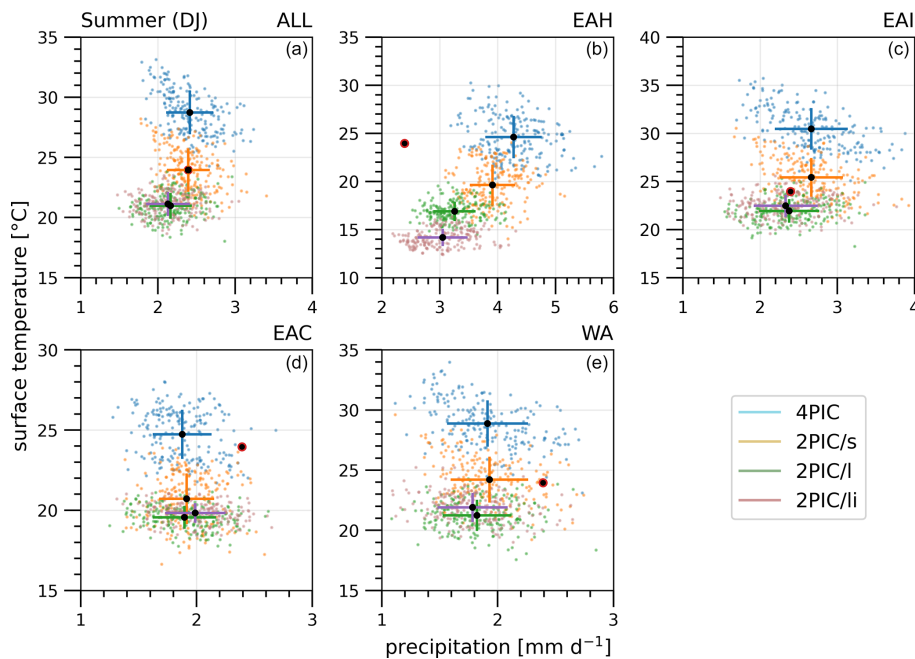 Summer (DJ)
ALL
EAH
EAI
35
30
25
20
15
(a)
1
2
3
4
35
30
25
20
15
10
(b)
2
3
4
5
6
40
35
30
25
20
15
(c)
1
2
3
4
surface temperature [°C]
EAC
WA
30
25
20
15
(d)
1
2
3
35
30
25
20
15
10
(e)
1
2
3
precipitation [mm d⁻¹]
4PIC
2PIC/s
2PIC/l
2PIC/li